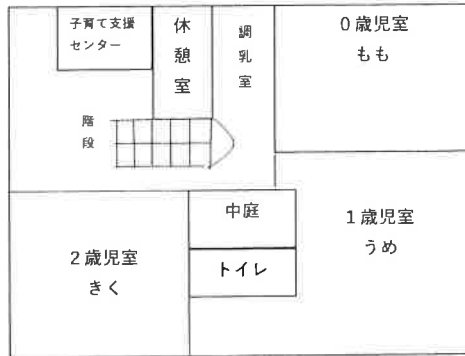 子育て支援
センター
休憩室
調乳室
0歳児室
もも
階段
中庭
トイレ
1歳児室
うめ
2歳児室
きく